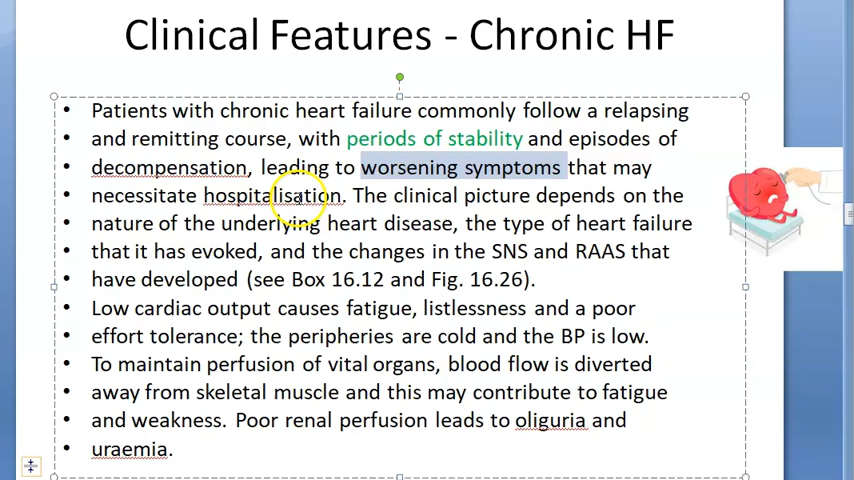 Clinical Features - Chronic HF
• Patients with chronic heart failure commonly follow a relapsing
• and remitting course, with periods of stability and episodes of
• decompensation, leading to worsening symptoms that may
• necessitate hospitalisation. The clinical picture depends on the
• nature of the underlying heart disease, the type of heart failure
• that it has evoked, and the changes in the SNS and RAAS that
• have developed (see Box 16.12 and Fig. 16.26).
• Low cardiac output causes fatigue, listlessness and a poor
• effort tolerance; the peripheries are cold and the BP is low.
• To maintain perfusion of vital organs, blood flow is diverted
• away from skeletal muscle and this may contribute to fatigue
• and weakness. Poor renal perfusion leads to oliguria and
• uraemia.